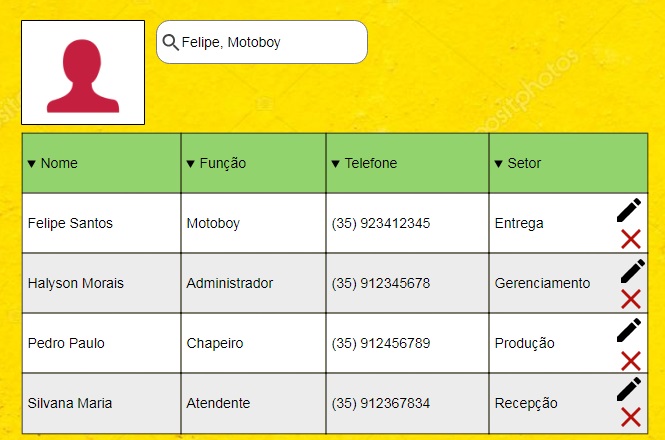 Felipe, Motoboy
▼ Nome ▼ Função ▼ Telefone ▼ Setor
Felipe Santos Motoboy (35) 923412345 Entrega
Halyson Morais Administrador (35) 912345678 Gerenciamento
Pedro Paulo Chapeiro (35) 912456789 Produção
Silvana Maria Atendente (35) 912367834 Recepção